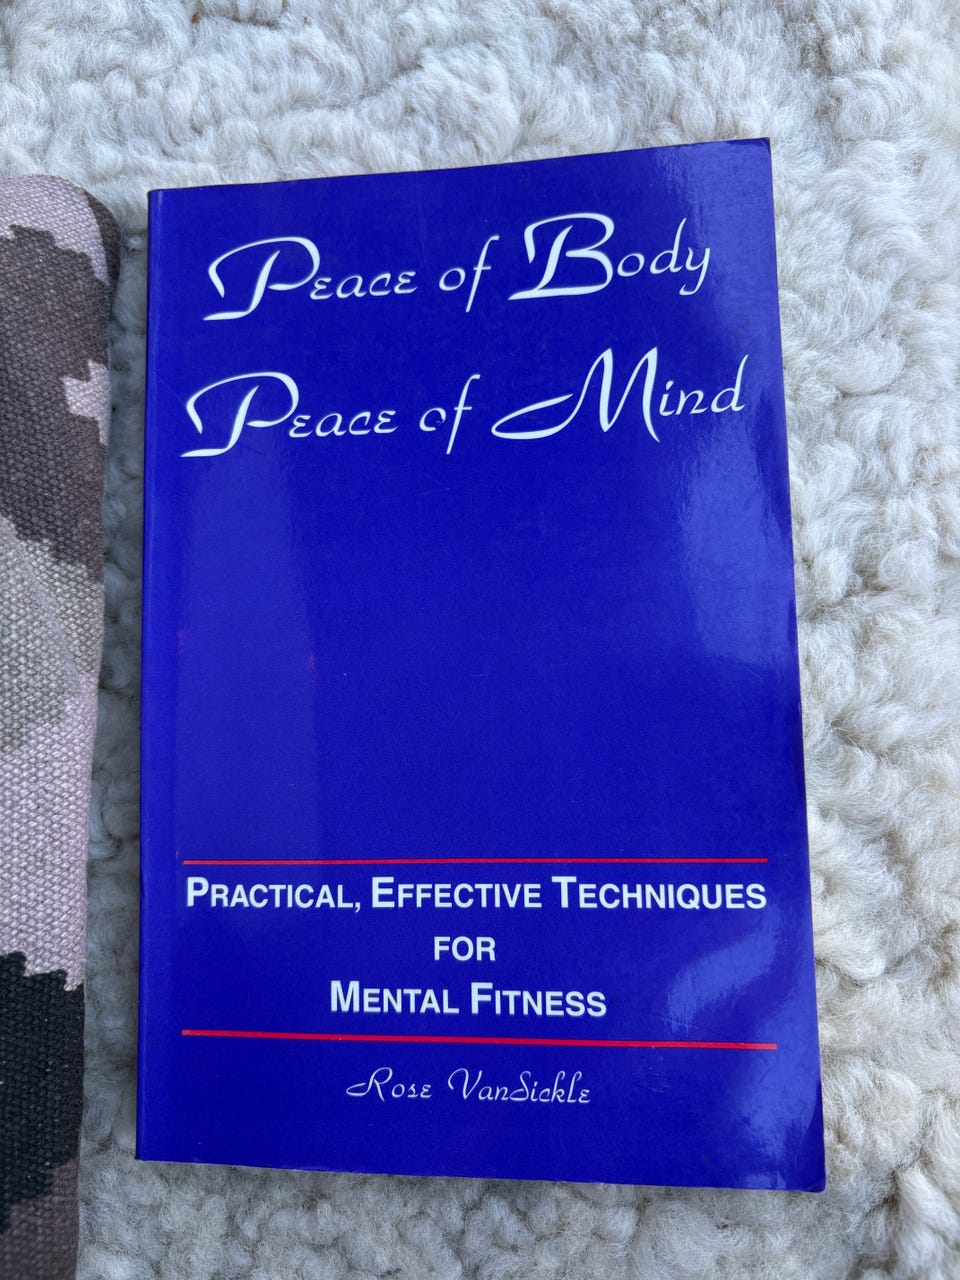 Peace of Body
Peace of Mind
PRACTICAL, EFFECTIVE TECHNIQUES
FOR
MENTAL FITNESS
Rose VanSickle